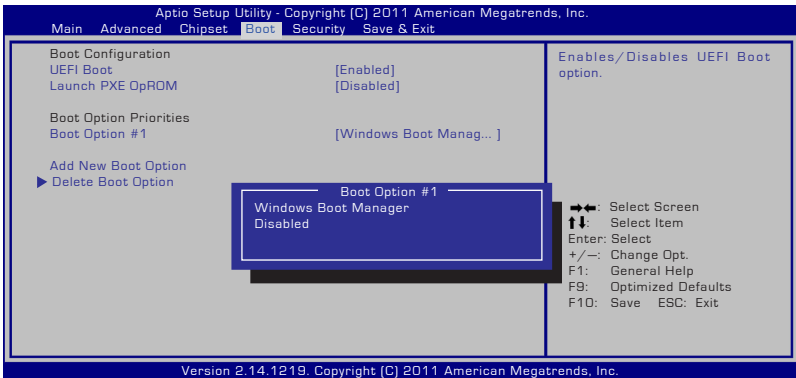 Aptio Setup Utility - Copyright (C) 2011 American Megatrends, Inc.
Main Advanced Chipset Boot Security Save & Exit
Boot Configuration
UEFI Boot [Enabled]
Launch PXE OpROM [Disabled]
Boot Option Priorities
Boot Option #1 [Windows Boot Manag... ]
Add New Boot Option
Delete Boot Option
Boot Option #1
Windows Boot Manager
Disabled
Enables/Disables UEFI Boot
option.
→←: Select Screen
↑↓: Select Item
Enter: Select
+/—: Change Opt.
F1: General Help
F9: Optimized Defaults
F10: Save ESC: Exit
Version 2.14.1219. Copyright (C) 2011 American Megatrends, Inc.